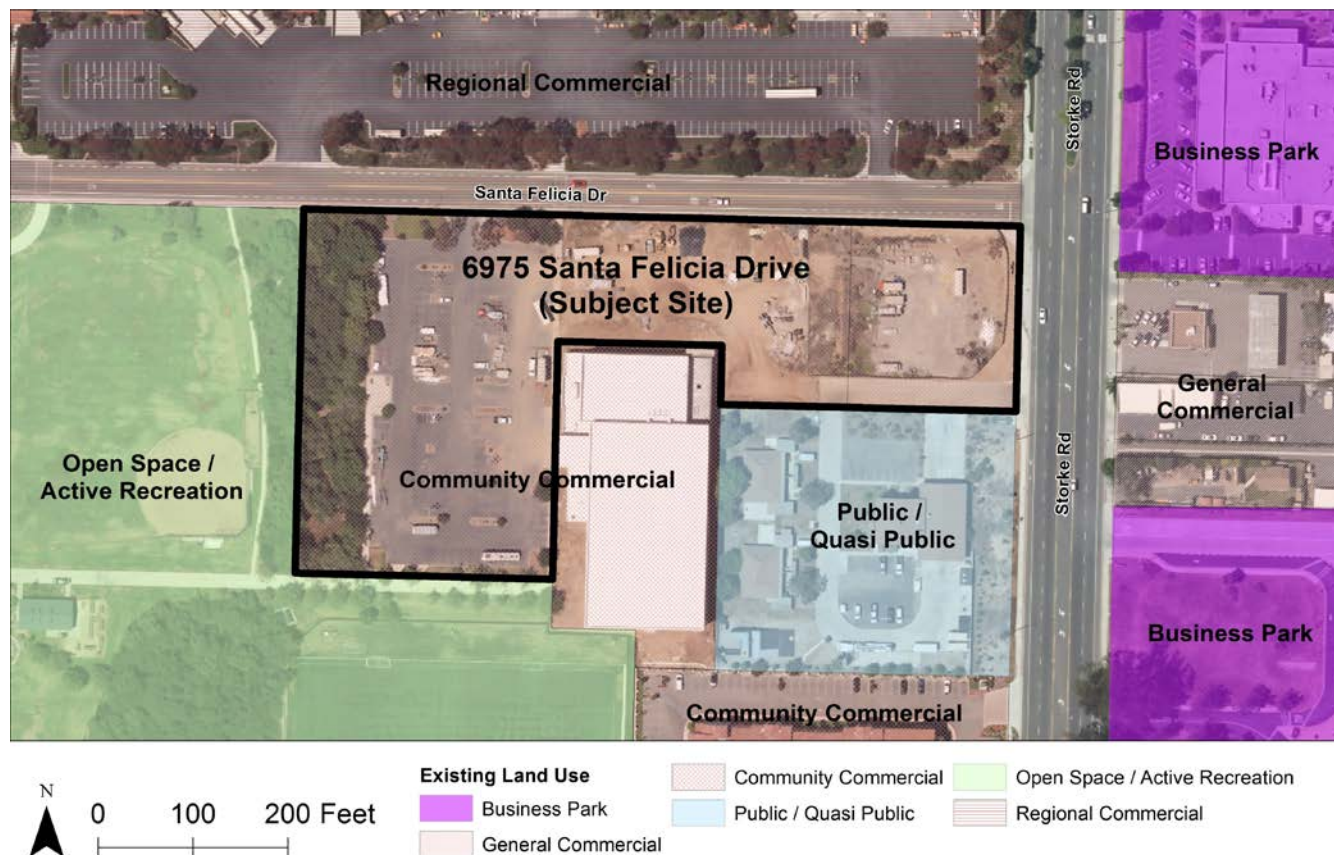 Regional Commercial
Storke Rd
Business Park
Santa Felicia Dr
6975 Santa Felicia Drive
(Subject Site)
General
Commercial
Open Space /
Active Recreation
Community Commercial
Public /
Quasi Public
Storke Rd
Business Park
Community Commercial
N
0 100 200 Feet
Existing Land Use
Business Park
General Commercial
Community Commercial
Public / Quasi Public
Open Space / Active Recreation
Regional Commercial